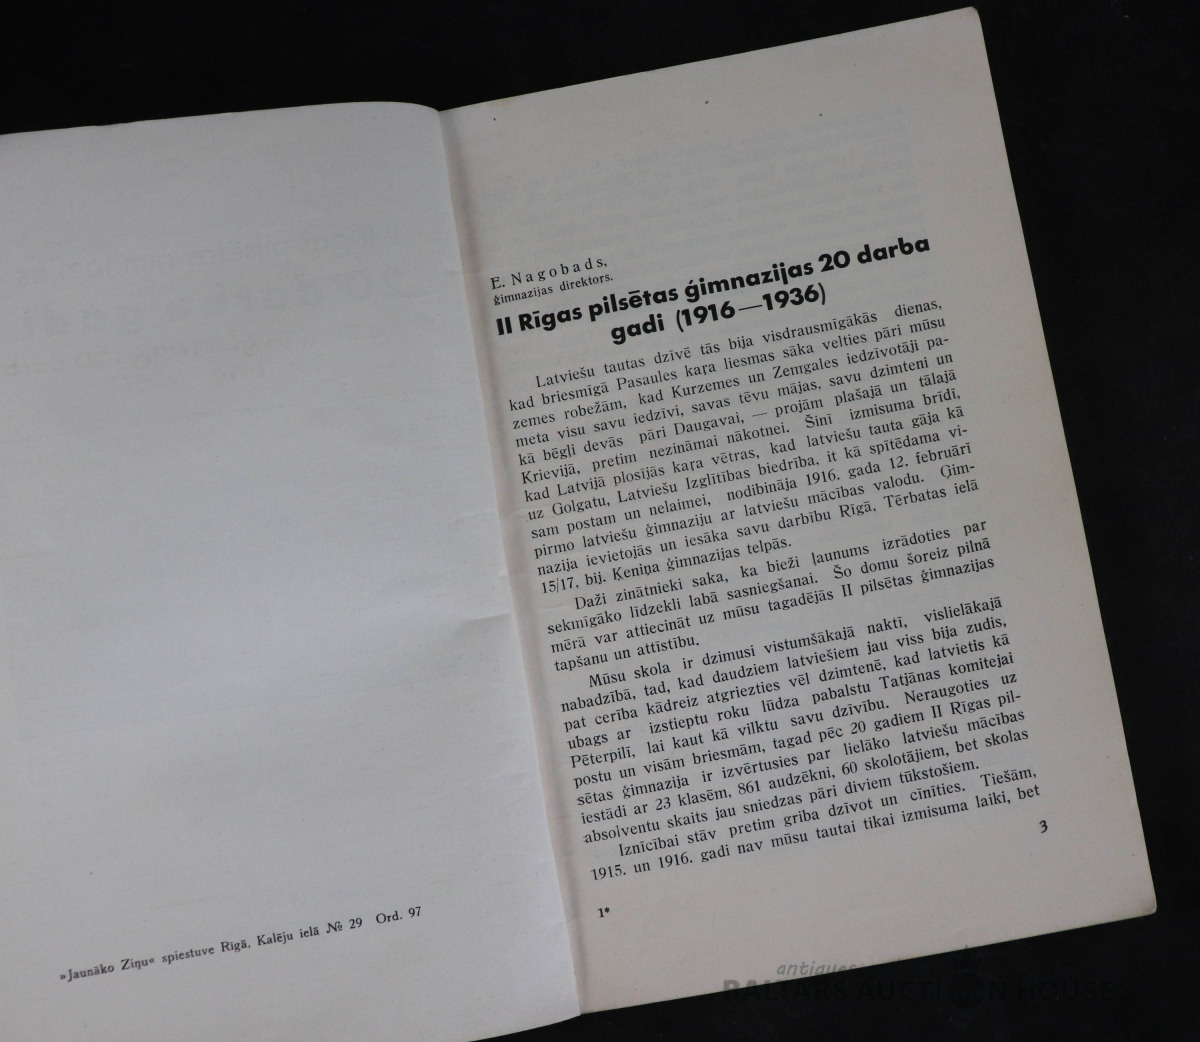 »Jaunāko Ziņu« spiestuve Rīgā, Kalēju ielā № 29 Ord. 97
E. Nagobads,
ģimnazijas direktors.
II Rīgas pilsētas ģimnazijas 20 darba
gadi (1916—1936)
Latviešu tautas dzīvē tās bija visdrausmīgākās dienas,
kad briesmīgā Pasaules kaŗa liesmas sāka velties pāri mūsu
zemes robežām, kad Kurzemes un Zemgales iedzīvotāji pa-
meta visu savu iedzīvi, savas tēvu mājas, savu dzimteni un
kā bēgļi devās pāri Daugavai, — projām plašajā un tālajā
Krievijā, pretim nezināmai nākotnei. Šinī izmisuma brīdī,
kad Latvijā plosījās kaŗa vētras, kad latviešu tauta gāja kā
uz Golgatu, Latviešu Izglītības biedrība, it kā spītēdama vi-
sam postam un nelaimei, nodibināja 1916. gada 12. februārī
pirmo latviešu ģimnaziju ar latviešu mācības valodu. Ģim-
nazija ievietojās un iesāka savu darbību Rīgā, Tērbatas ielā
15/17, bij. Ķeniņa ģimnazijas telpās.
Daži zinātnieki saka, ka bieži ļaunums izrādoties par
sekmīgāko līdzekli labā sasniegšanai. Šo domu šoreiz pilnā
mērā var attiecināt uz mūsu tagadējās II pilsētas ģimnazijas
tapšanu un attīstību.
Mūsu skola ir dzimusi vistumšākajā naktī, vislielākajā
nabadzībā, tad, kad daudziem latviešiem jau viss bija zudis,
pat cerība kādreiz atgriezties vēl dzimtenē, kad latvietis kā
ubags ar izstieptu roku lūdza pabalstu Tatjānas komitejai
Pēterpilī, lai kaut kā vilktu savu dzīvību. Neraugoties uz
postu un visām briesmām, tagad pēc 20 gadiem II Rīgas pil-
sētas ģimnazija ir izvērtusies par lielāko latviešu mācības
iestādi ar 23 klasēm, 861 audzēkni, 60 skolotājiem, bet skolas
absolventu skaits jau sniedzas pāri diviem tūkstošiem.
Iznīcībai stāv pretim griba dzīvot un cīnīties. Tiešām,
1915. un 1916. gadi nav mūsu tautai tikai izmisuma laiki, bet
3
1*
BALTARS AUCTION HOUSE